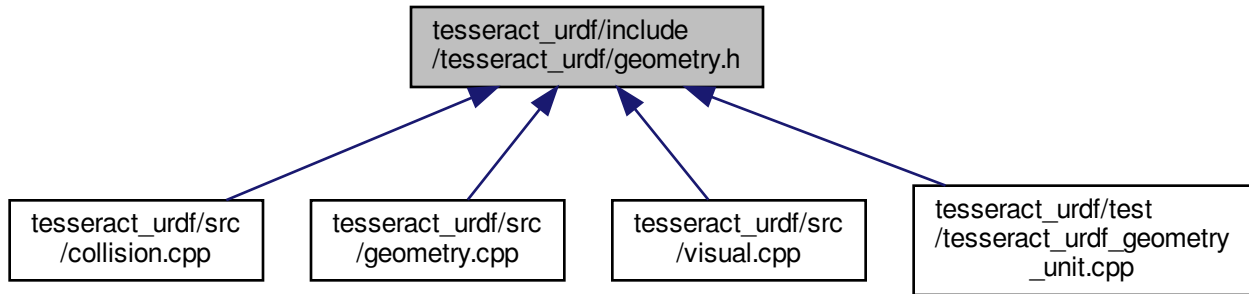 tesseract_urdf/include
/tesseract_urdf/geometry.h
tesseract_urdf/src
/collision.cpp
tesseract_urdf/src
/geometry.cpp
tesseract_urdf/src
/visual.cpp
tesseract_urdf/test
/tesseract_urdf_geometry
_unit.cpp